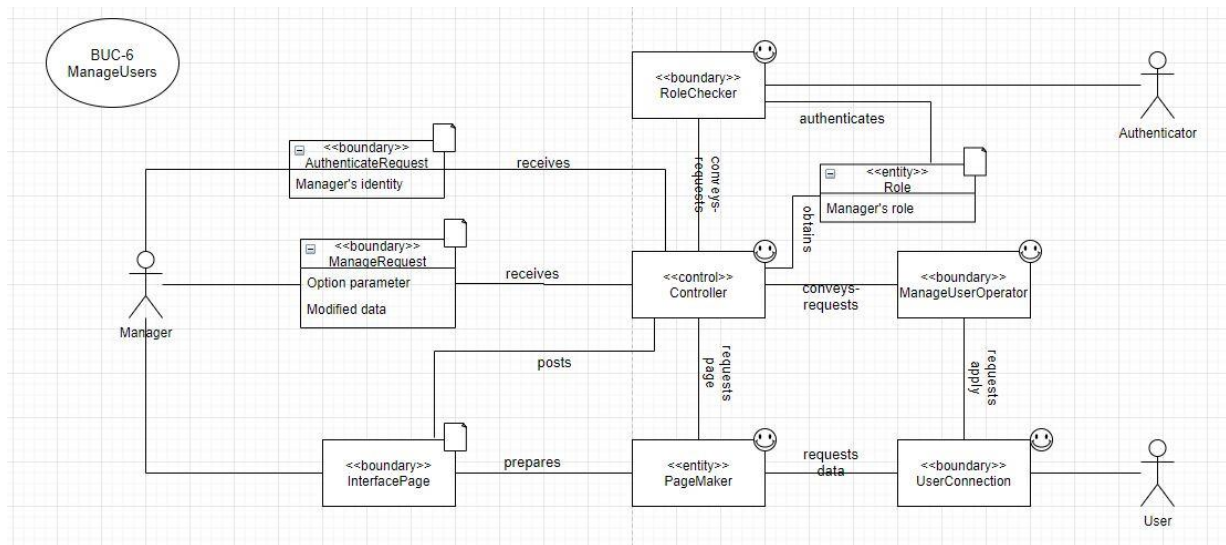 BUC-6
ManageUsers
<<boundary>>
RoleChecker
Authenticator
authenticates
<<boundary>>
AuthenticateRequest
Manager's identity
receives
conveys-
requests
<<entity>>
Role
Manager's role
obtains
<<boundary>>
ManageRequest
Option parameter
Modified data
receives
<<control>>
Controller
conveys-
requests
<<boundary>>
ManageUserOperator
Manager
posts
requests
page
requests
apply
<<boundary>>
InterfacePage
prepares
<<entity>>
PageMaker
requests
data
<<boundary>>
UserConnection
User